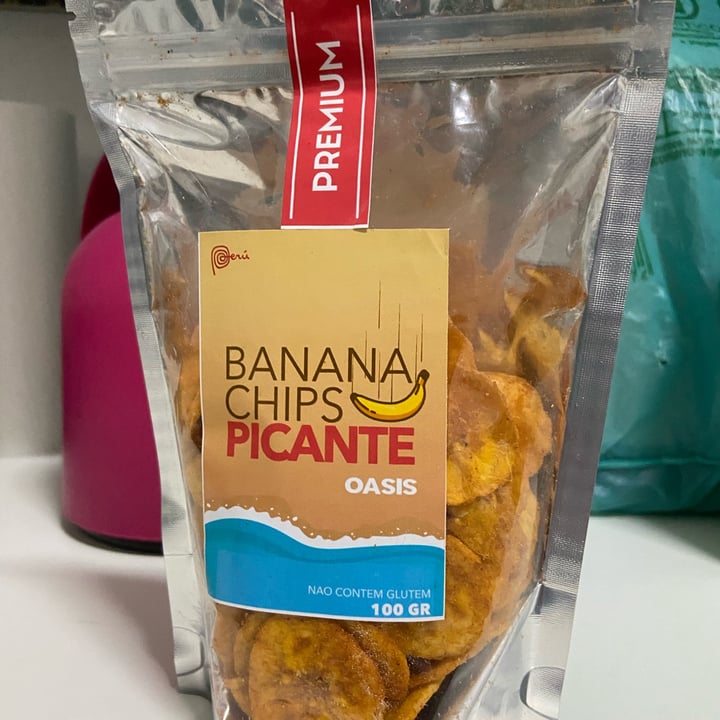 PREMIUM
Perú
BANANA
CHIPS
PICANTE
OASIS
NAO CONTEM GLUTEM
100 GR